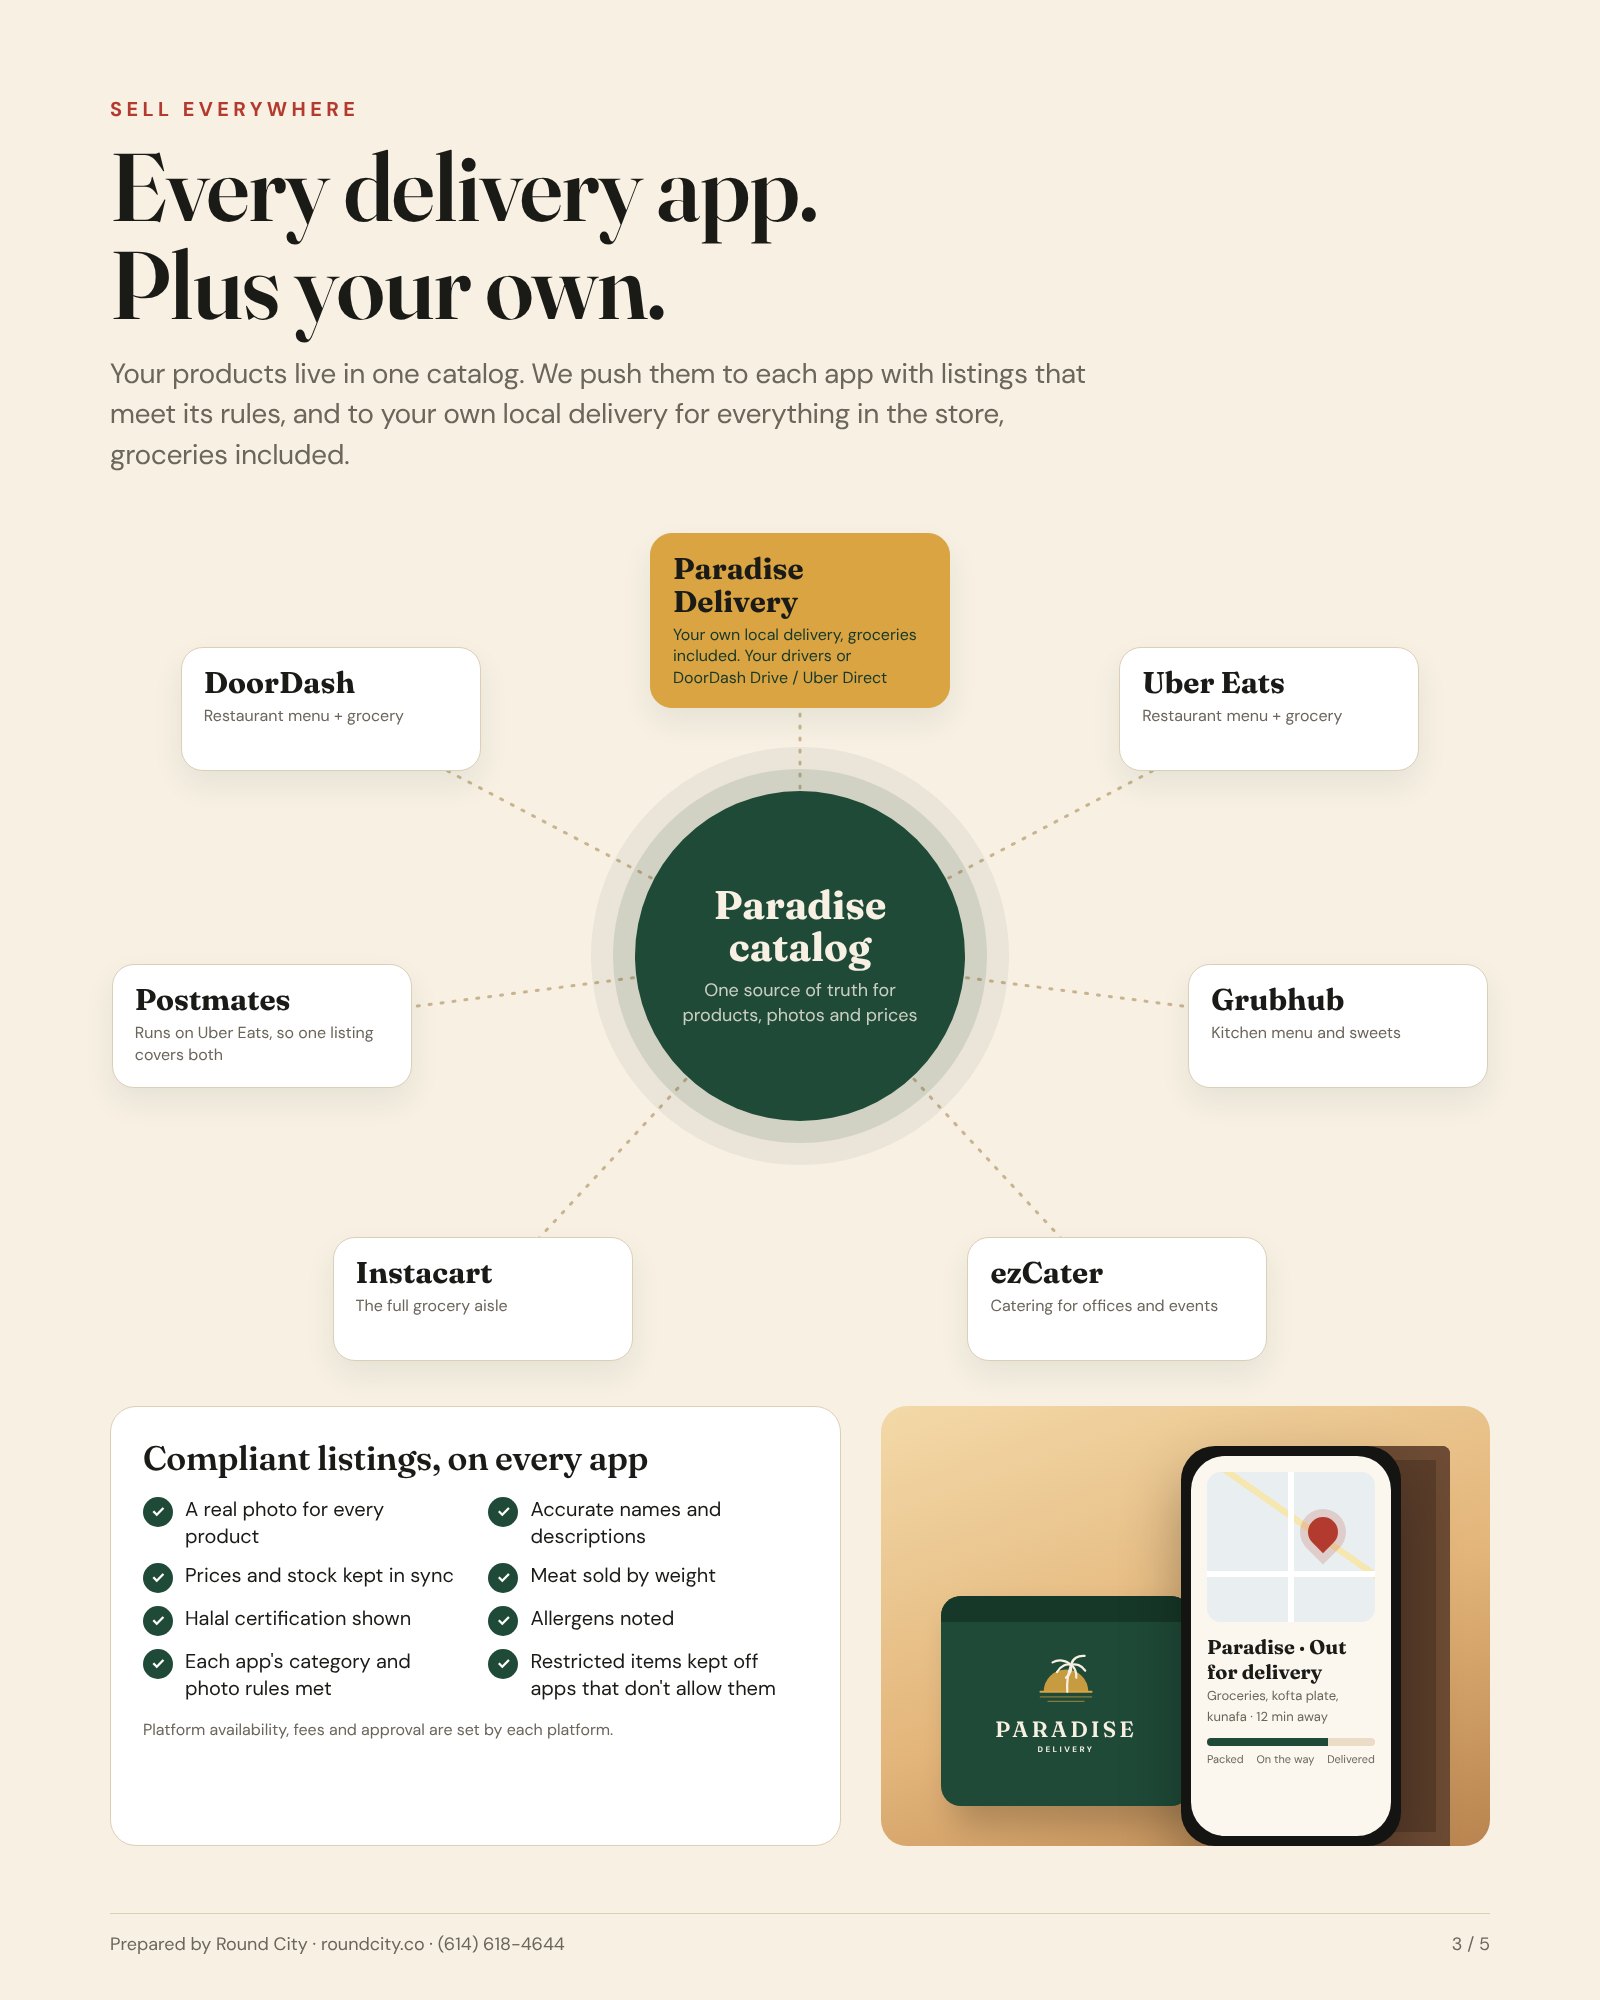 SELL EVERYWHERE
Every delivery app.
Plus your own.
Your products live in one catalog. We push them to each app with listings that
meet its rules, and to your own local delivery for everything in the store,
groceries included.
Paradise
Delivery
Your own local delivery, groceries
included. Your drivers or
DoorDash Drive / Uber Direct
DoorDash
Restaurant menu + grocery
Uber Eats
Restaurant menu + grocery
Paradise
catalog
One source of truth for
products, photos and prices
Postmates
Runs on Uber Eats, so one listing
covers both
Grubhub
Kitchen menu and sweets
Instacart
The full grocery aisle
ezCater
Catering for offices and events
Compliant listings, on every app
A real photo for every
product
Accurate names and
descriptions
Prices and stock kept in sync
Meat sold by weight
Halal certification shown
Allergens noted
Each app's category and
photo rules met
Restricted items kept off
apps that don't allow them
Platform availability, fees and approval are set by each platform.
PARADISE
DELIVERY
Paradise · Out
for delivery
Groceries, kofta plate,
kunafa · 12 min away
Packed On the way Delivered
Prepared by Round City · roundcity.co · (614) 618-4644
3 / 5